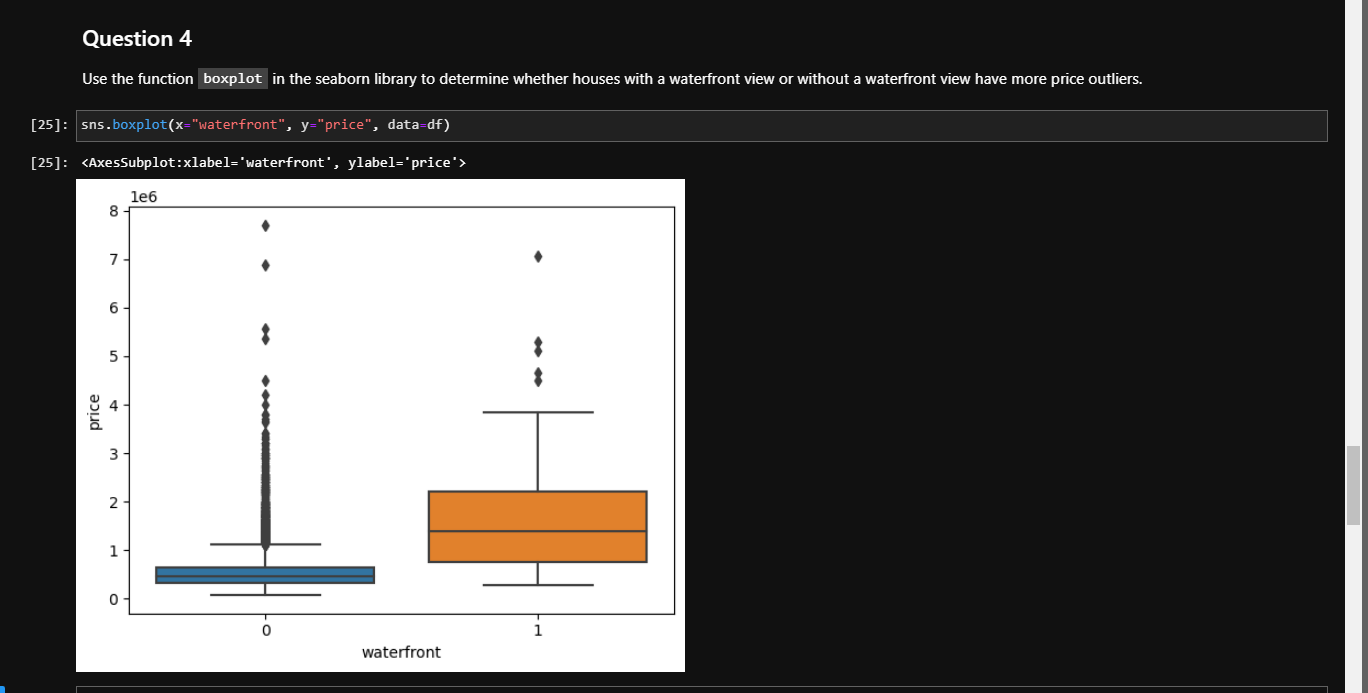 Question 4
Use the function boxplot in the seaborn library to determine whether houses with a waterfront view or without a waterfront view have more price outliers.
[25]: sns.boxplot(x="waterfront", y="price", data=df)
[25]: <AxesSubplot:xlabel='waterfront', ylabel='price'>
1e6
8
7
6
5
4
3
2
1
0
price
0 1
waterfront